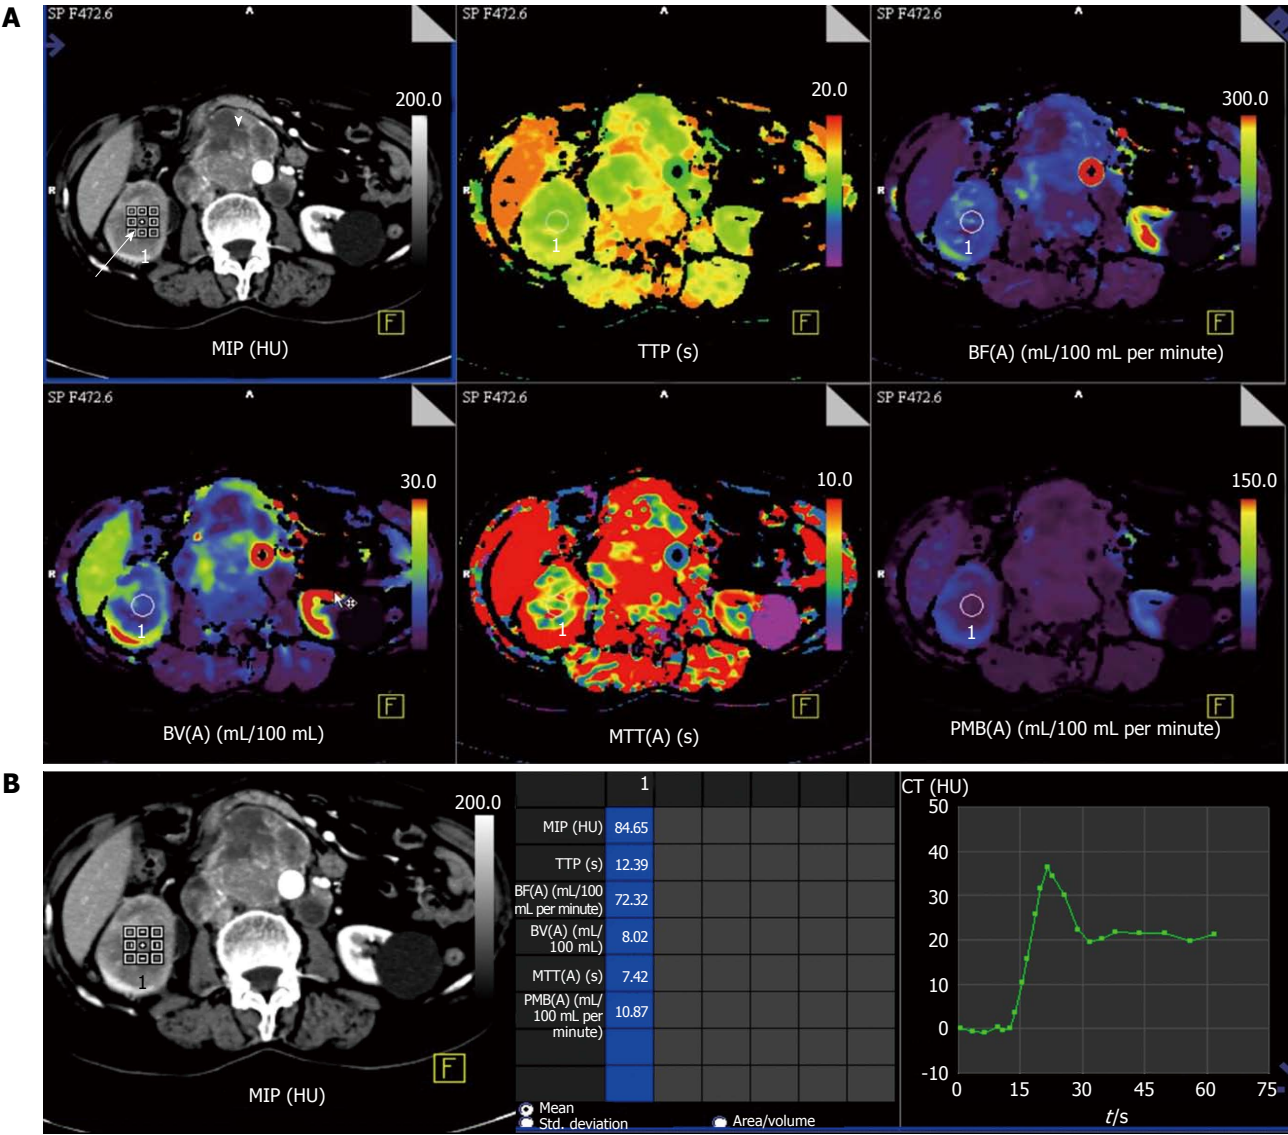 A
SP F472.6
A
200.0
R
1
F
MIP (HU)
SP F472.6
A
20.0
1
F
TTP (s)
SP F472.6
A
300.0
R
1
F
BF(A) (mL/100 mL per minute)
SP F472.6
A
30.0
R
1
F
BV(A) (mL/100 mL)
SP F472.6
A
10.0
R
1
F
MTT(A) (s)
SP F472.6
A
150.0
R
1
F
PMB(A) (mL/100 mL per minute)
B
200.0
1
F
MIP (HU)
1
MIP (HU) 84.65
TTP (s) 12.39
BF(A) (mL/100
mL per minute) 72.32
BV(A) (mL/
100 mL) 8.02
MTT(A) (s) 7.42
PMB(A) (mL/
100 mL per
minute) 10.87
Mean
Std. deviation
Area/volume
CT (HU)
50
40
30
20
10
0
-10
0 15 30 45 60 75
t/s